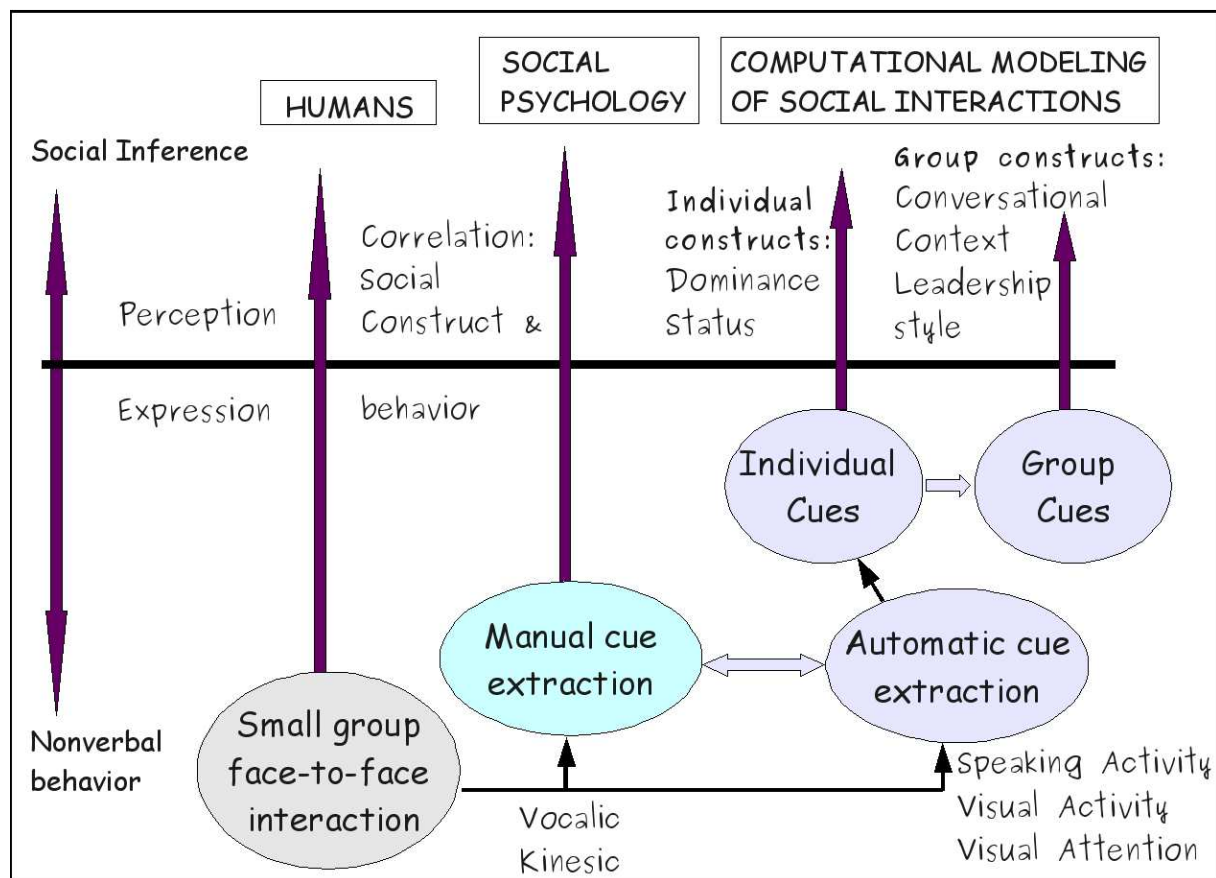 HUMANS
SOCIAL
PSYCHOLOGY
COMPUTATIONAL MODELING
OF SOCIAL INTERACTIONS
Social Inference
Perception
Expression
Nonverbal
behavior
Correlation:
Social
Construct &
behavior
Individual
constructs:
Dominance
Status
Group constructs:
Conversational
Context
Leadership
style
Individual
Cues
Group
Cues
Manual cue
extraction
Automatic cue
extraction
Small group
face-to-face
interaction
Vocalic
Kinesic
Speaking Activity
Visual Activity
Visual Attention